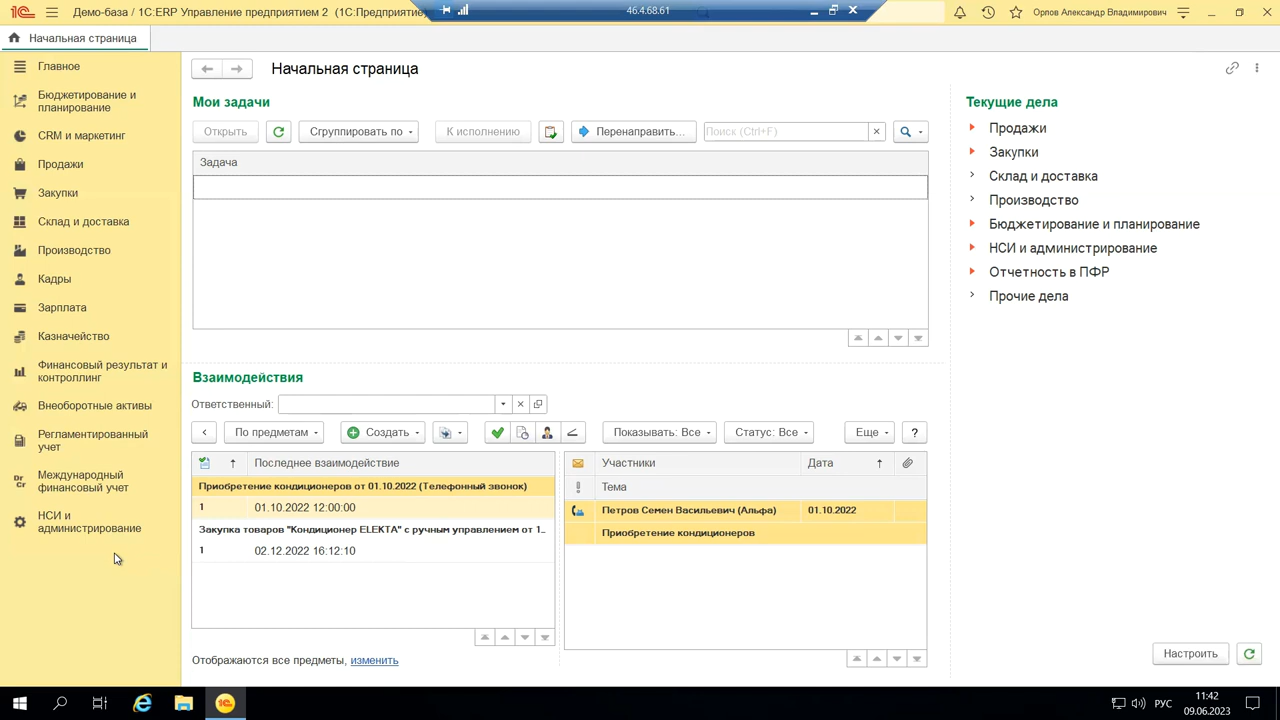 Демо-база / 1С:ERP Управление предприятием 2 (1С:Предприятие
46.4.68.61
Орлов Александр Владимирович
Начальная страница
Главное
Бюджетирование и
планирование
CRM и маркетинг
Продажи
Закупки
Склад и доставка
Производство
Кадры
Зарплата
Казначейство
Финансовый результат и
контроллинг
Внеоборотные активы
Регламентированный
учет
Международный
финансовый учет
НСИ и
администрирование
Начальная страница
Мои задачи
Открыть
Сгруппировать по
К исполнению
Перенаправить...
Поиск (Ctrl+F)
Задача
Взаимодействия
Ответственный:
По предметам
Создать
Показывать: Все
Статус: Все
Еще
?
Последнее взаимодействие
Приобретение кондиционеров от 01.10.2022 (Телефонный звонок)
1 01.10.2022 12:00:00
Закупка товаров "Кондиционер ELEKTA" с ручным управлением от 1...
1 02.12.2022 16:12:10
Участники Дата
Тема
Петров Семен Васильевич (Альфа) 01.10.2022
Приобретение кондиционеров
Отображаются все предметы, изменить
Текущие дела
Продажи
Закупки
Склад и доставка
Производство
Бюджетирование и планирование
НСИ и администрирование
Отчетность в ПФР
Прочие дела
Настроить
РУС
11:42
09.06.2023